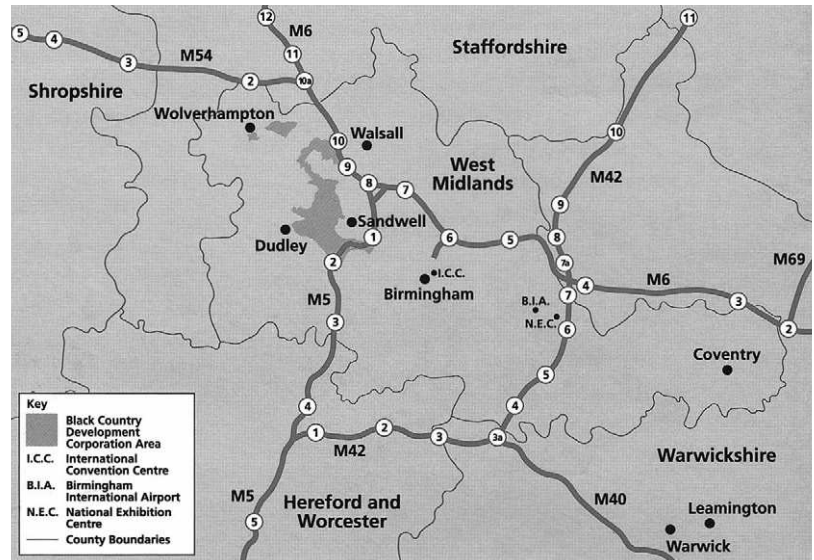 12
11
5
4
M6
Staffordshire
3
M54
11
Shropshire
2
10a
Wolverhampton
Walsall
10
10
9
West
Midlands
M42
8
7
9
Sandwell
Dudley
1
6
5
8
M69
2
7a
I.C.C.
4
M6
Birmingham
7
3
M5
B.I.A.
N.E.C.
3
6
2
Coventry
5
Key
4
4
Black Country
Development
Corporation Area
1
2
3
3a
I.C.C. International
Convention Centre
M42
Warwickshire
B.I.A. Birmingham
International Airport
M5
Hereford and
Worcester
M40
N.E.C. National Exhibition
Centre
5
Leamington
County Boundaries
Warwick